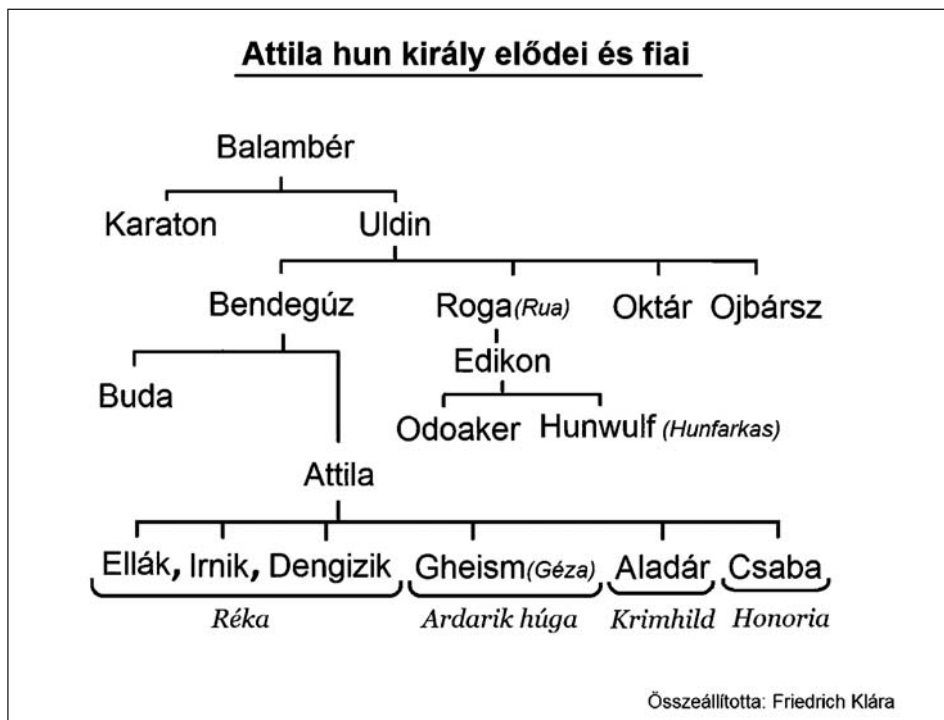 Attila hun király elődei és fiai
Balambér
Karaton Uldin
Bendegúz Roga(Rua) Oktár Ojbársz
Buda Edikon
Odoaker Hunwulf (Hunfarkas)
Attila
Ellák, Irnik, Dengizik Gheism(Géza) Aladár Csaba
Réka Ardarik húga Krimhild Honoria
Összeállította: Friedrich Klára